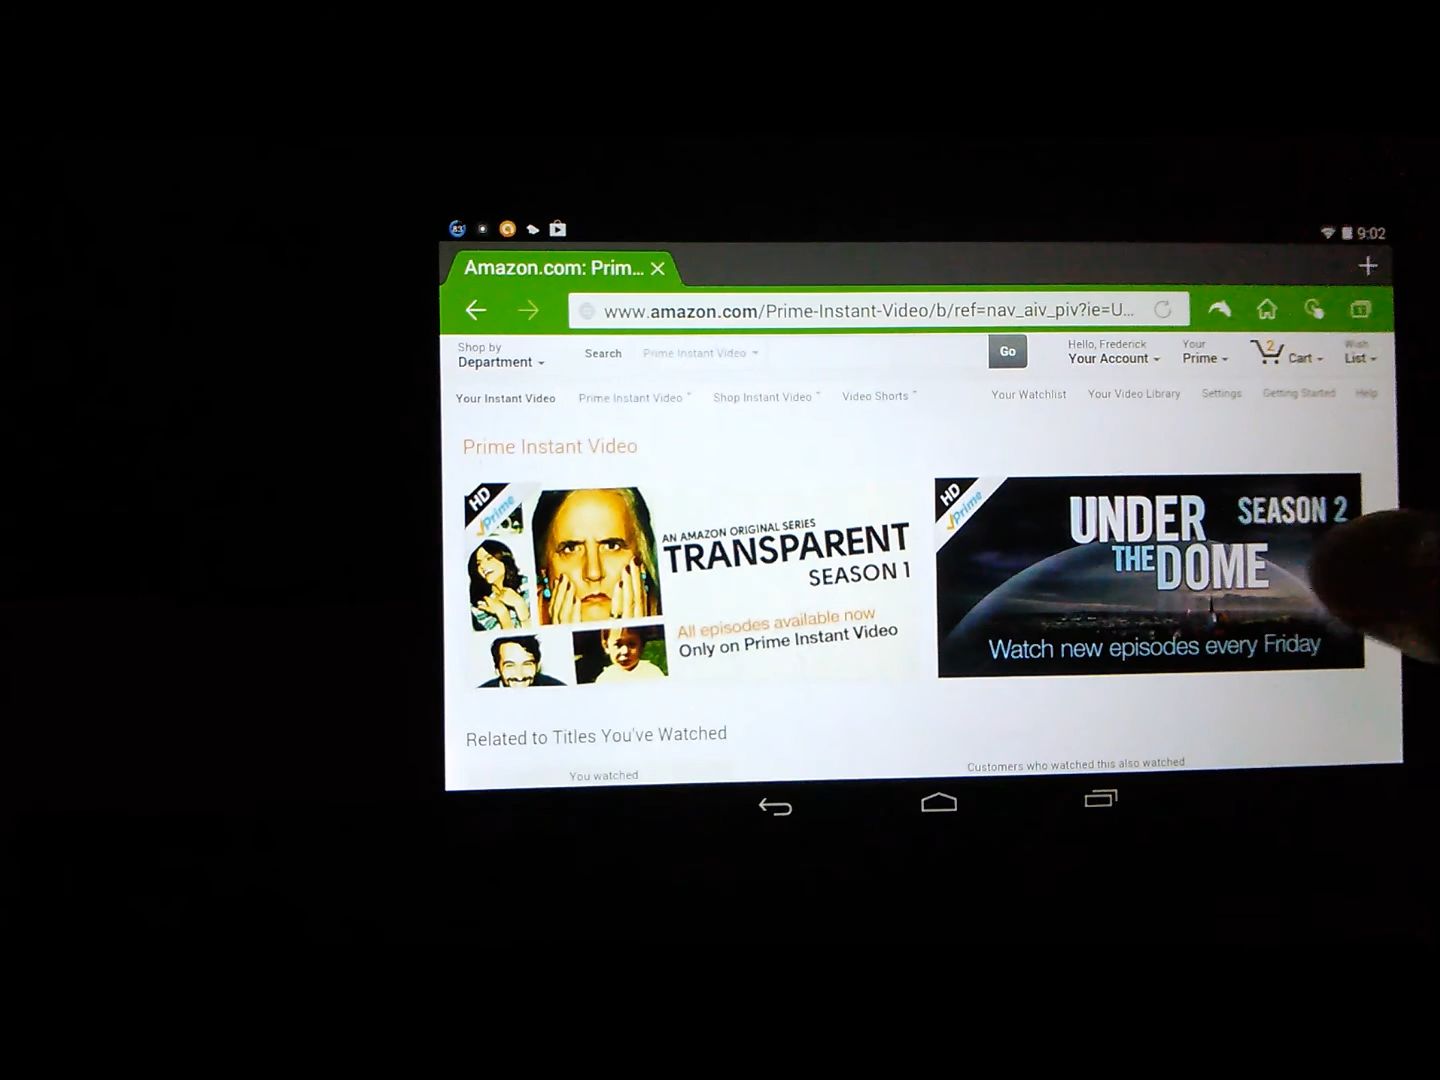 83
9:02
Amazon.com: Prim...
www.amazon.com/Prime-Instant-Video/b/ref=nav_aiv_piv?ie=U...
1
Shop by
Department
Search
Prime Instant Video
Go
Hello, Frederick
Your Account
Your
Prime
2
Cart
Wish
List
Your Instant Video
Prime Instant Video
Shop Instant Video
Video Shorts
Your Watchlist
Your Video Library
Settings
Getting Started
Help
Prime Instant Video
HD
Prime
AN AMAZON ORIGINAL SERIES
TRANSPARENT
SEASON 1
All episodes available now
Only on Prime Instant Video
HD
Prime
UNDER
THE DOME
SEASON 2
Watch new episodes every Friday
Related to Titles You've Watched
You watched
Customers who watched this also watched